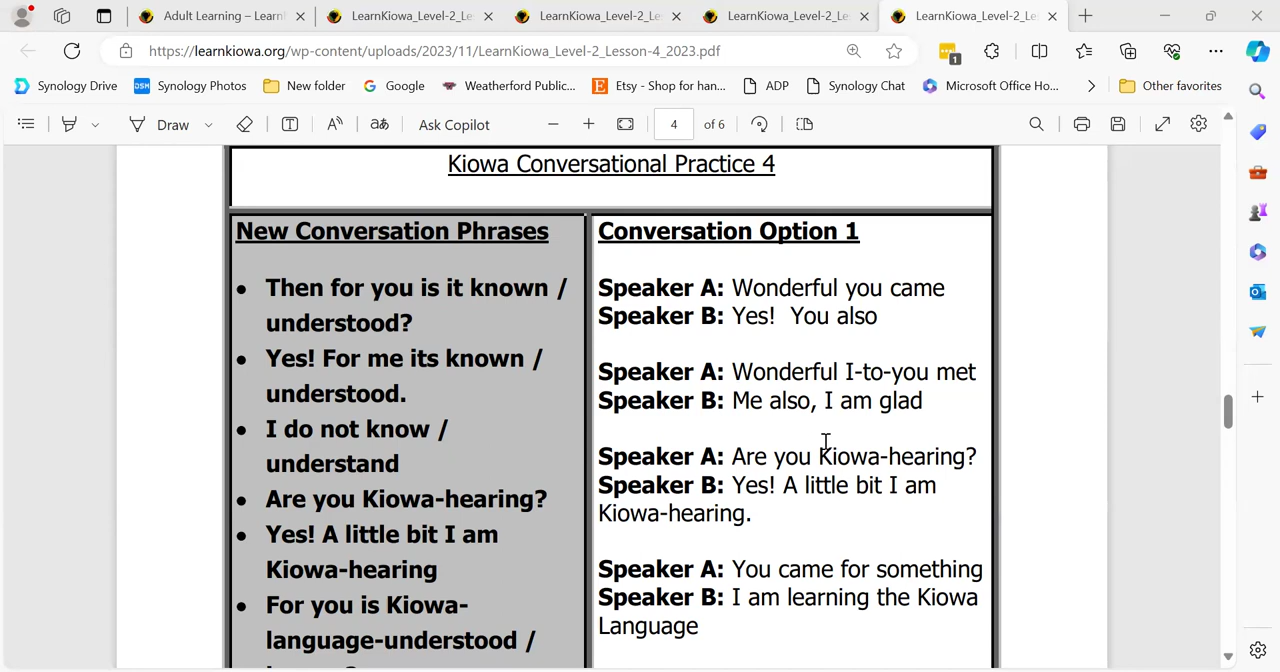 Adult Learning – Learn
LearnKiowa_Level-2_Le
LearnKiowa_Level-2_Le
LearnKiowa_Level-2_Le
LearnKiowa_Level-2_Le
https://learnkiowa.org/wp-content/uploads/2023/11/LearnKiowa_Level-2_Lesson-4_2023.pdf
1
Synology Drive
DSM
Synology Photos
New folder
Google
Weatherford Public...
E
Etsy - Shop for han...
ADP
Synology Chat
Microsoft Office Ho...
Other favorites
Draw
Ask Copilot
4
of 6
Kiowa Conversational Practice 4
New Conversation Phrases
• Then for you is it known /
understood?
• Yes! For me its known /
understood.
• I do not know /
understand
• Are you Kiowa-hearing?
• Yes! A little bit I am
Kiowa-hearing
• For you is Kiowa-
language-understood /
Conversation Option 1
Speaker A: Wonderful you came
Speaker B: Yes!  You also
Speaker A: Wonderful I-to-you met
Speaker B: Me also, I am glad
Speaker A: Are you Kiowa-hearing?
Speaker B: Yes! A little bit I am
Kiowa-hearing.
Speaker A: You came for something
Speaker B: I am learning the Kiowa
Language